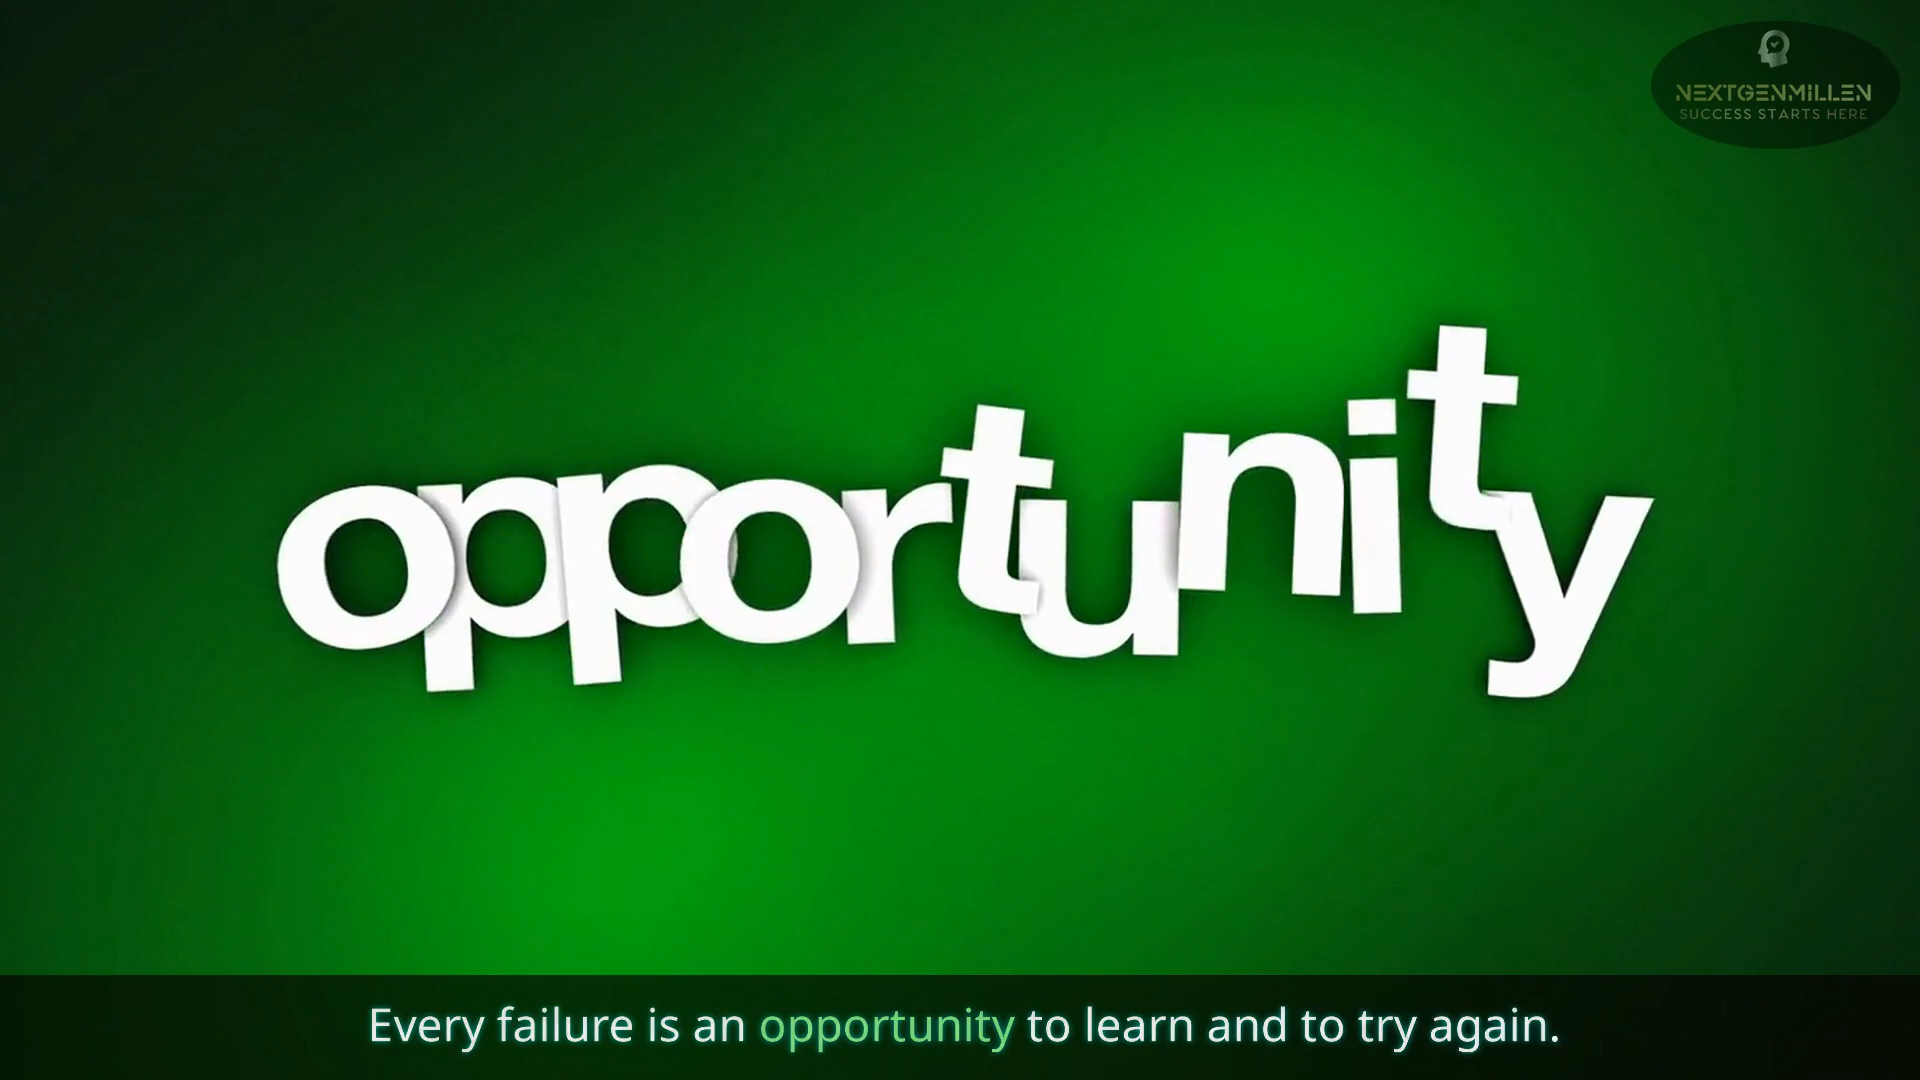 NEXTGENMILLEN
SUCCESS STARTS HERE
opportunity
Every failure is an opportunity to learn and to try again.